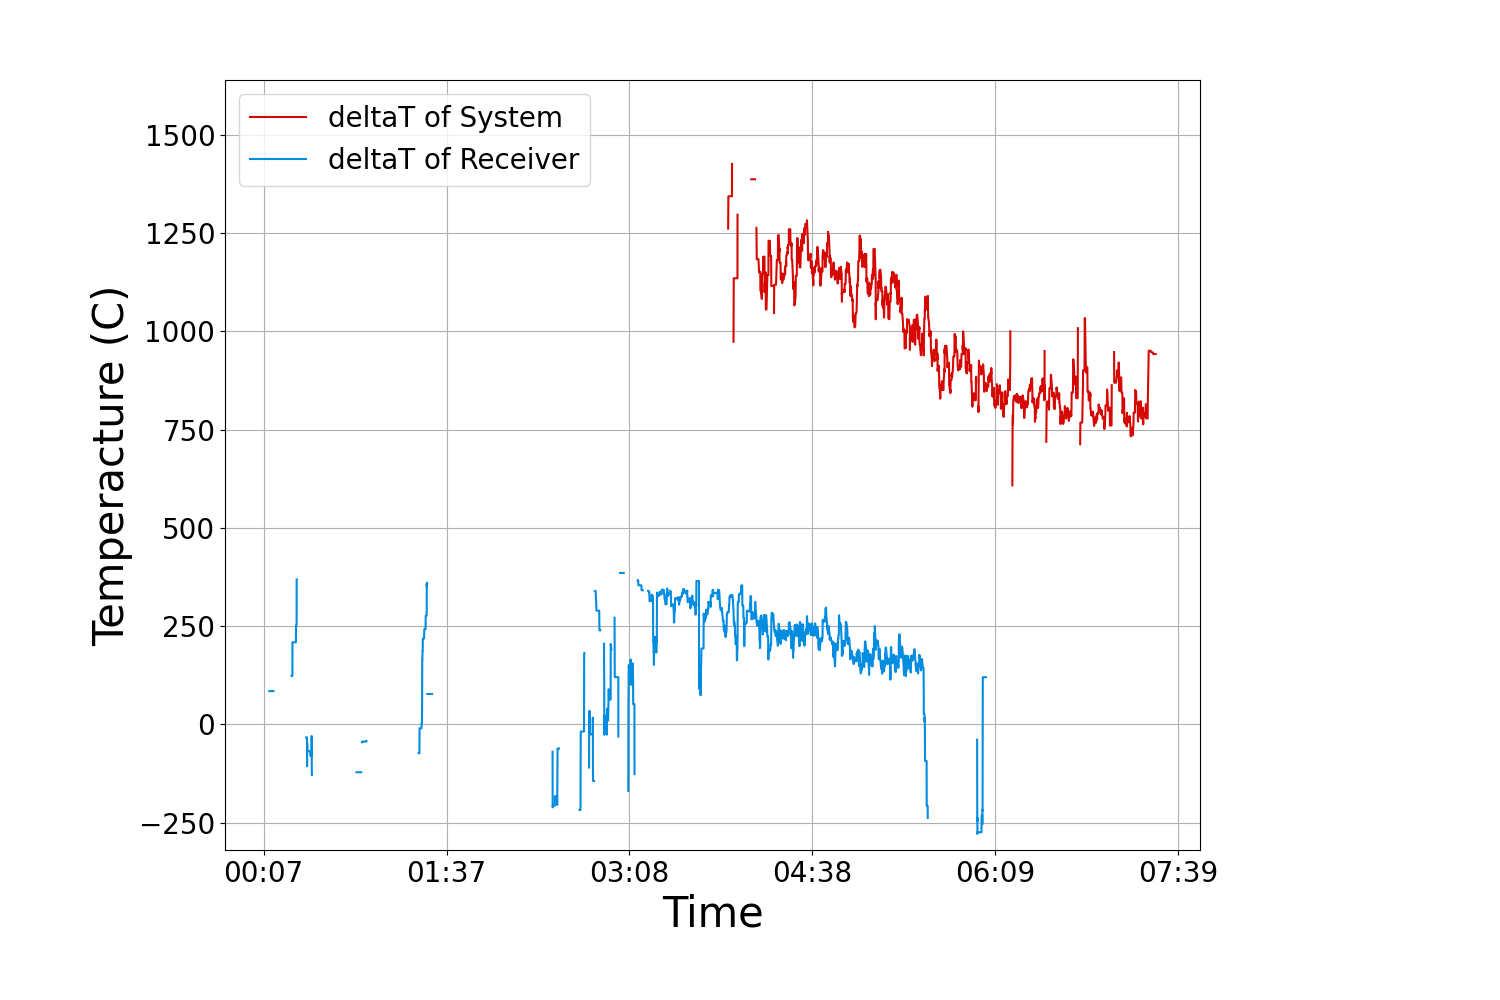 deltaT of System
deltaT of Receiver
Temperacture (C)
1500
1250
1000
750
500
250
0
−250
00:07 01:37 03:08 04:38 06:09 07:39
Time